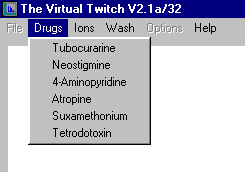 The Virtual Twitch V2.1a/32
File Drugs Ions Wash Options Help
Tubocurarine
Neostigmine
4-Aminopyridine
Atropine
Suxamethonium
Tetrodotoxin